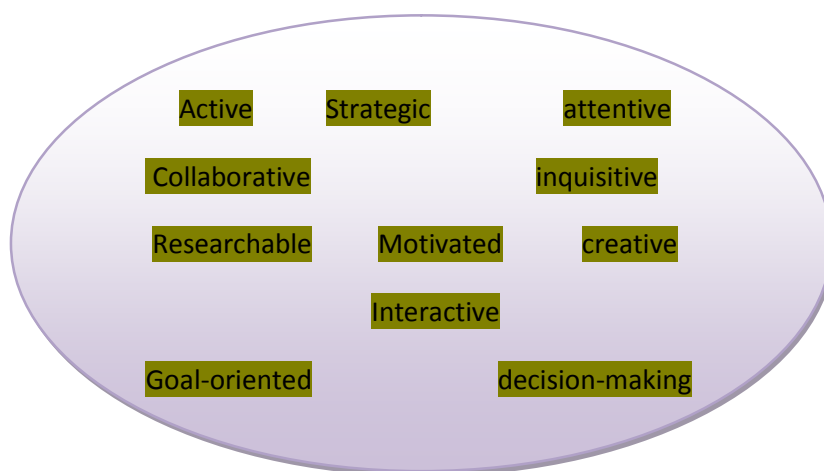 Active Strategic attentive
Collaborative inquisitive
Researchable Motivated creative
Interactive
Goal-oriented decision-making